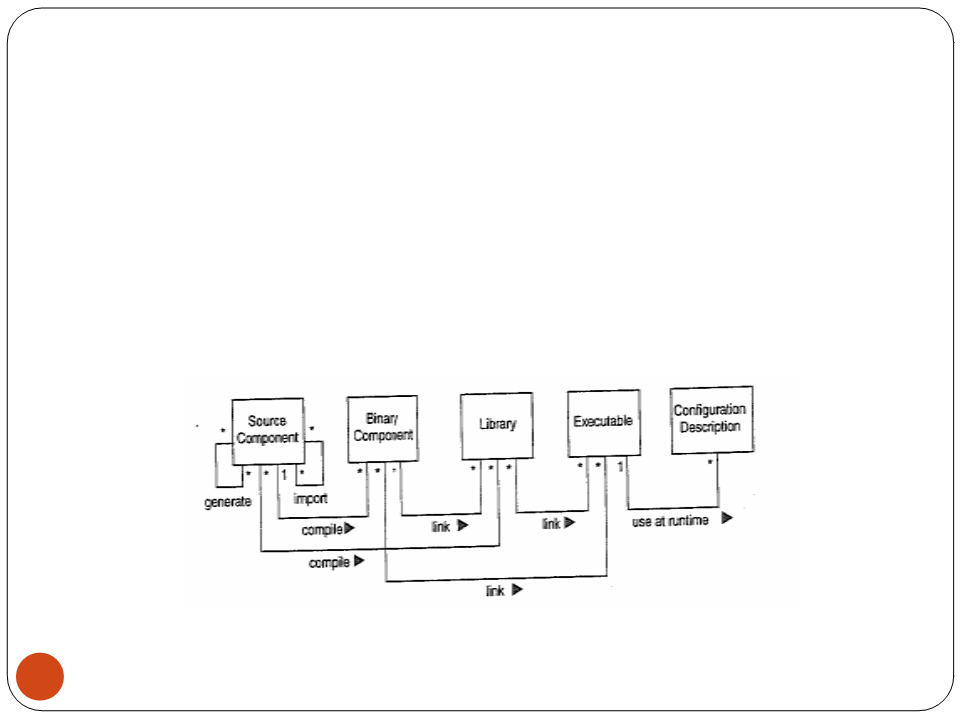 Source
Component
Binary
Component
Library
Executable
Configuration
Description
*
*
*
*
*
1
*
*
*
*
*
*
*
*
*
1
*
generate
import
compile
link
link
use at runtime
compile
link